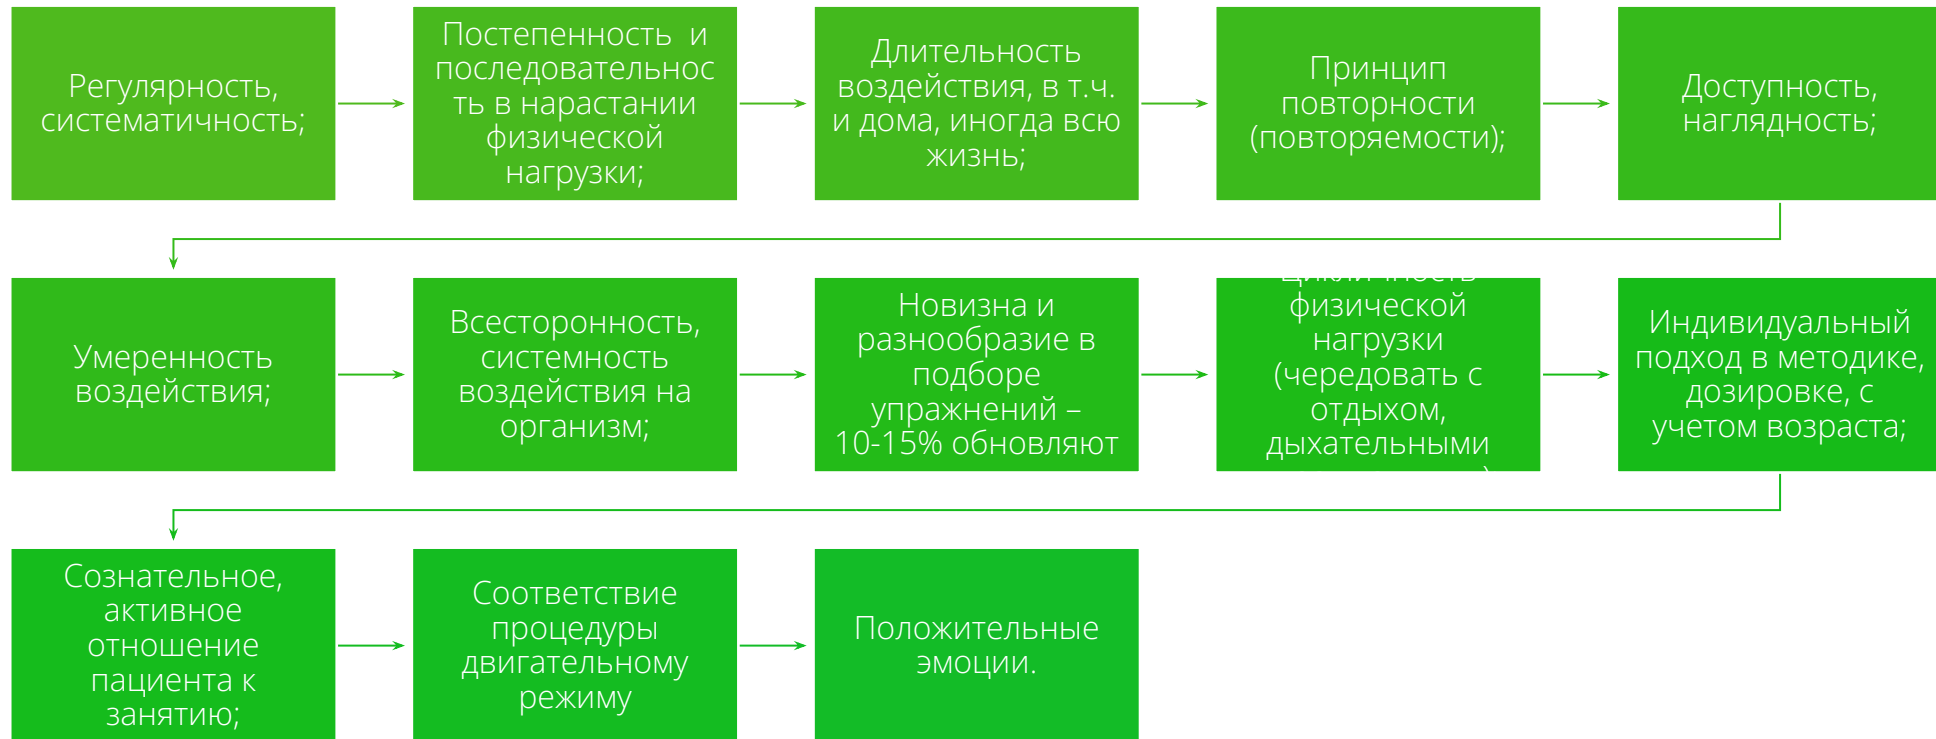 Регулярность,
систематичность;
Постепенность и
последовательнос
ть в нарастании
физической
нагрузки;
Длительность
воздействия, в т.ч.
и дома, иногда всю
жизнь;
Принцип
повторности
(повторяемости);
Доступность,
наглядность;
Умеренность
воздействия;
Всесторонность,
системность
воздействия на
организм;
Новизна и
разнообразие в
подборе
упражнений –
10-15% обновляют
Цикличность
физической
нагрузки
(чередовать с
отдыхом,
дыхательными
Индивидуальный
подход в методике,
дозировке, с
учетом возраста;
Сознательное,
активное
отношение
пациента к
занятию;
Соответствие
процедуры
двигательному
режиму
Положительные
эмоции.